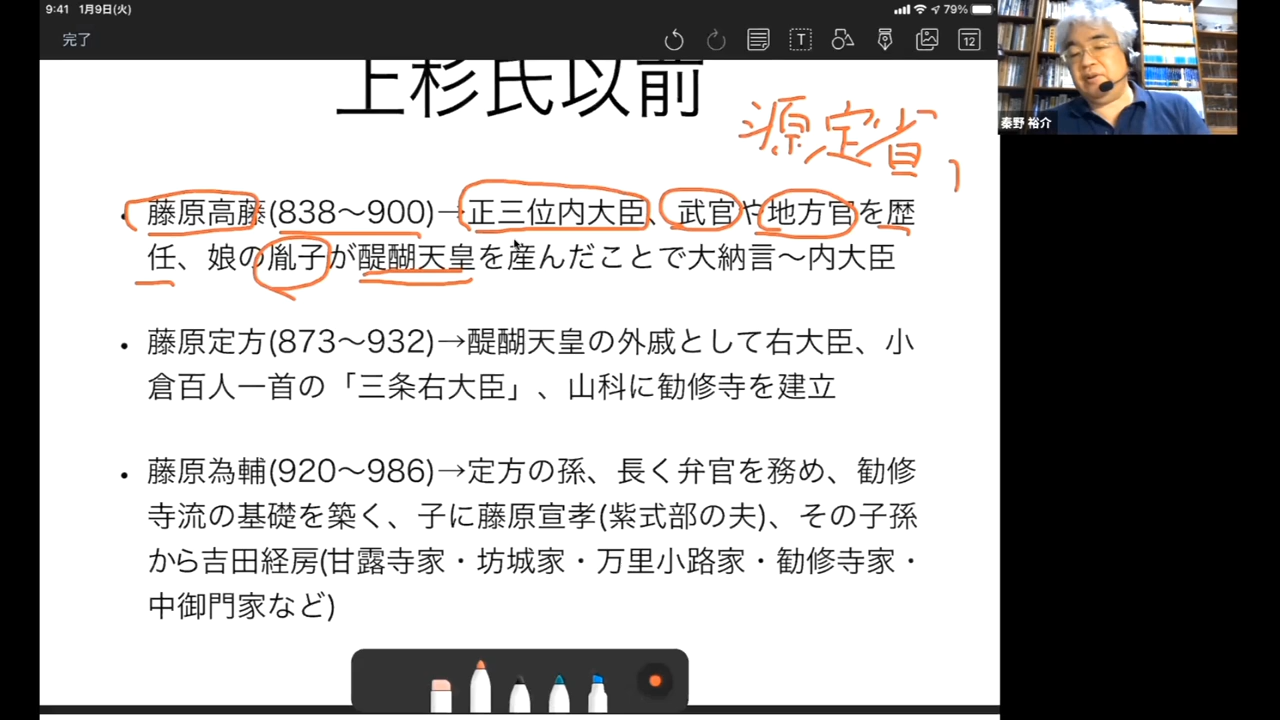 9:41 1月9日(火)
79%
完了
T
12
上杉氏以前
源定省
秦野 裕介
・藤原高藤(838〜900)→正三位内大臣、武官や地方官を歴
任、娘の胤子が醍醐天皇を産んだことで大納言〜内大臣
・藤原定方(873〜932)→醍醐天皇の外戚として右大臣、小
倉百人一首の「三条右大臣」、山科に勧修寺を建立
・藤原為輔(920〜986)→定方の孫、長く弁官を務め、勧修
寺流の基礎を築く、子に藤原宣孝(紫式部の夫)、その子孫
から吉田経房(甘露寺家・坊城家・万里小路家・勧修寺家・
中御門家など)